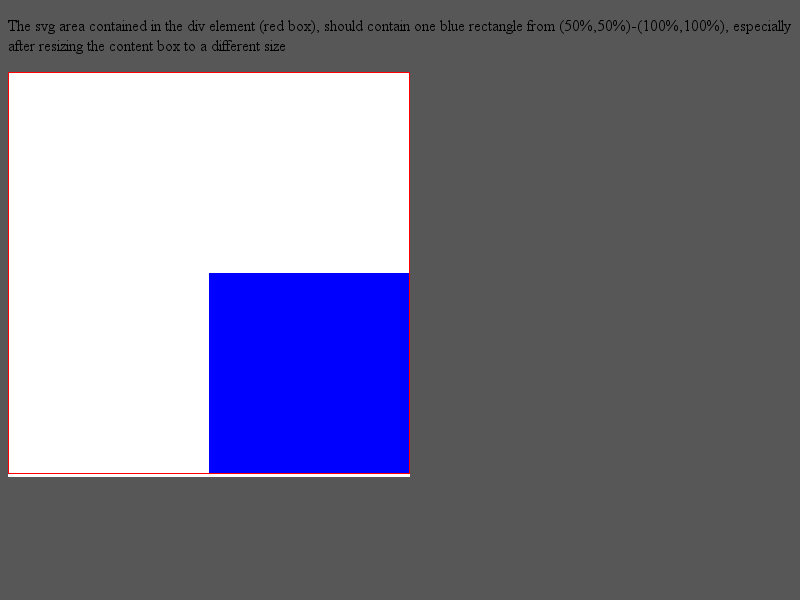 The svg area contained in the div element (red box), should contain one blue rectangle from (50%,50%)-(100%,100%), especially
after resizing the content box to a different size